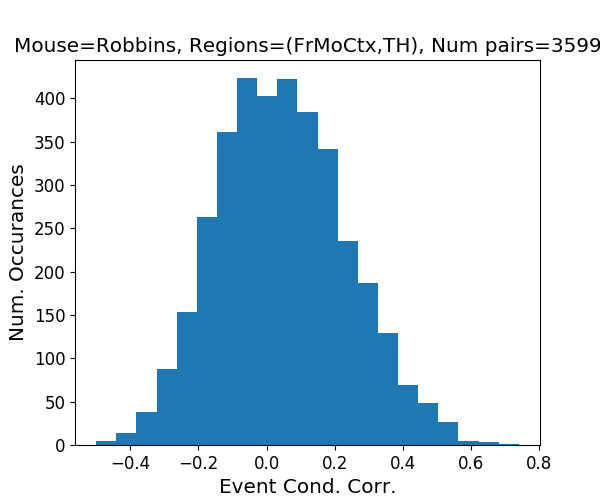 Mouse=Robbins, Regions=(FrMoCtx,TH), Num pairs=3599
400
350
300
250
200
150
100
50
0
Num. Occurances
−0.4 −0.2 0.0 0.2 0.4 0.6 0.8
Event Cond. Corr.